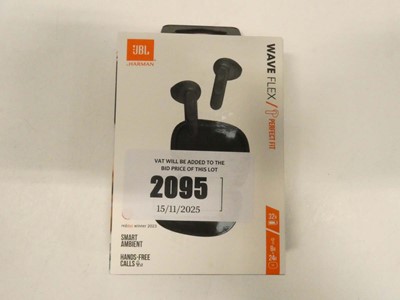 JBL
by HARMAN
WAVE FLEX / PERFECT FIT
VAT WILL BE ADDED TO THE
BID PRICE OF THIS LOT
2095
15/11/2025
SMART
AMBIENT
HANDS-FREE
CALLS